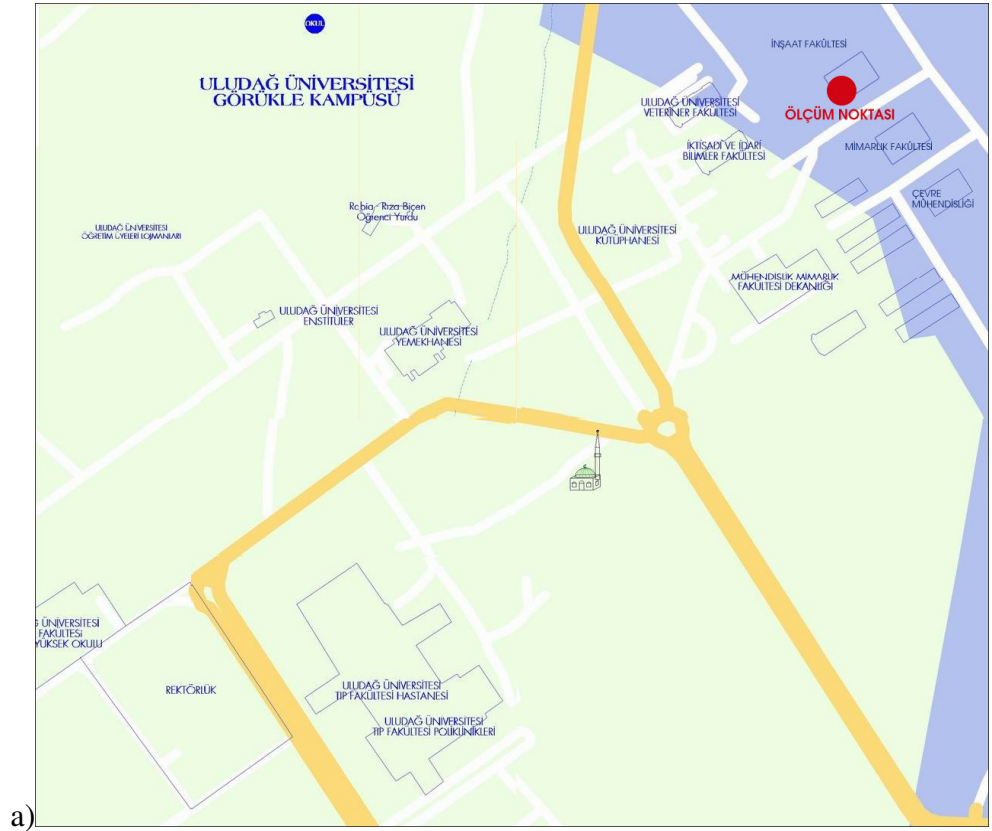 OKUL
ULUDAĞ ÜNİVERSİTESİ
GÖRÜKLE KAMPÜSÜ
İNŞAAT FAKÜLTESİ
ÖLÇÜM NOKTASI
ULUDAĞ ÜNİVERSİTESİ
VETERİNER FAKÜLTESİ
İKTİSADİ VE İDARİ
BİLİMLER FAKÜLTESİ
MİMARLIK FAKÜLTESİ
ÇEVRE
MÜHENDİSLİĞİ
Rabia Rıza Biçen
Öğrenci Yurdu
ULUDAĞ ÜNİVERSİTESİ
ÖĞRETİM ÜYELERİ LOJMANLARI
ULUDAĞ ÜNİVERSİTESİ
KÜTÜPHANESİ
MÜHENDİSLİK MİMARLIK
FAKÜLTESİ DEKANLIĞI
ULUDAĞ ÜNİVERSİTESİ
ENSTİTÜLER
ULUDAĞ ÜNİVERSİTESİ
YEMEKHANESİ
Ğ ÜNİVERSİTESİ
FAKÜLTESİ
YÜKSEK OKULU
REKTÖRLÜK
ULUDAĞ ÜNİVERSİTESİ
TIP FAKÜLTESİ HASTANESİ
ULUDAĞ ÜNİVERSİTESİ
TIP FAKÜLTESİ POLİKLİNİKLERİ
a)